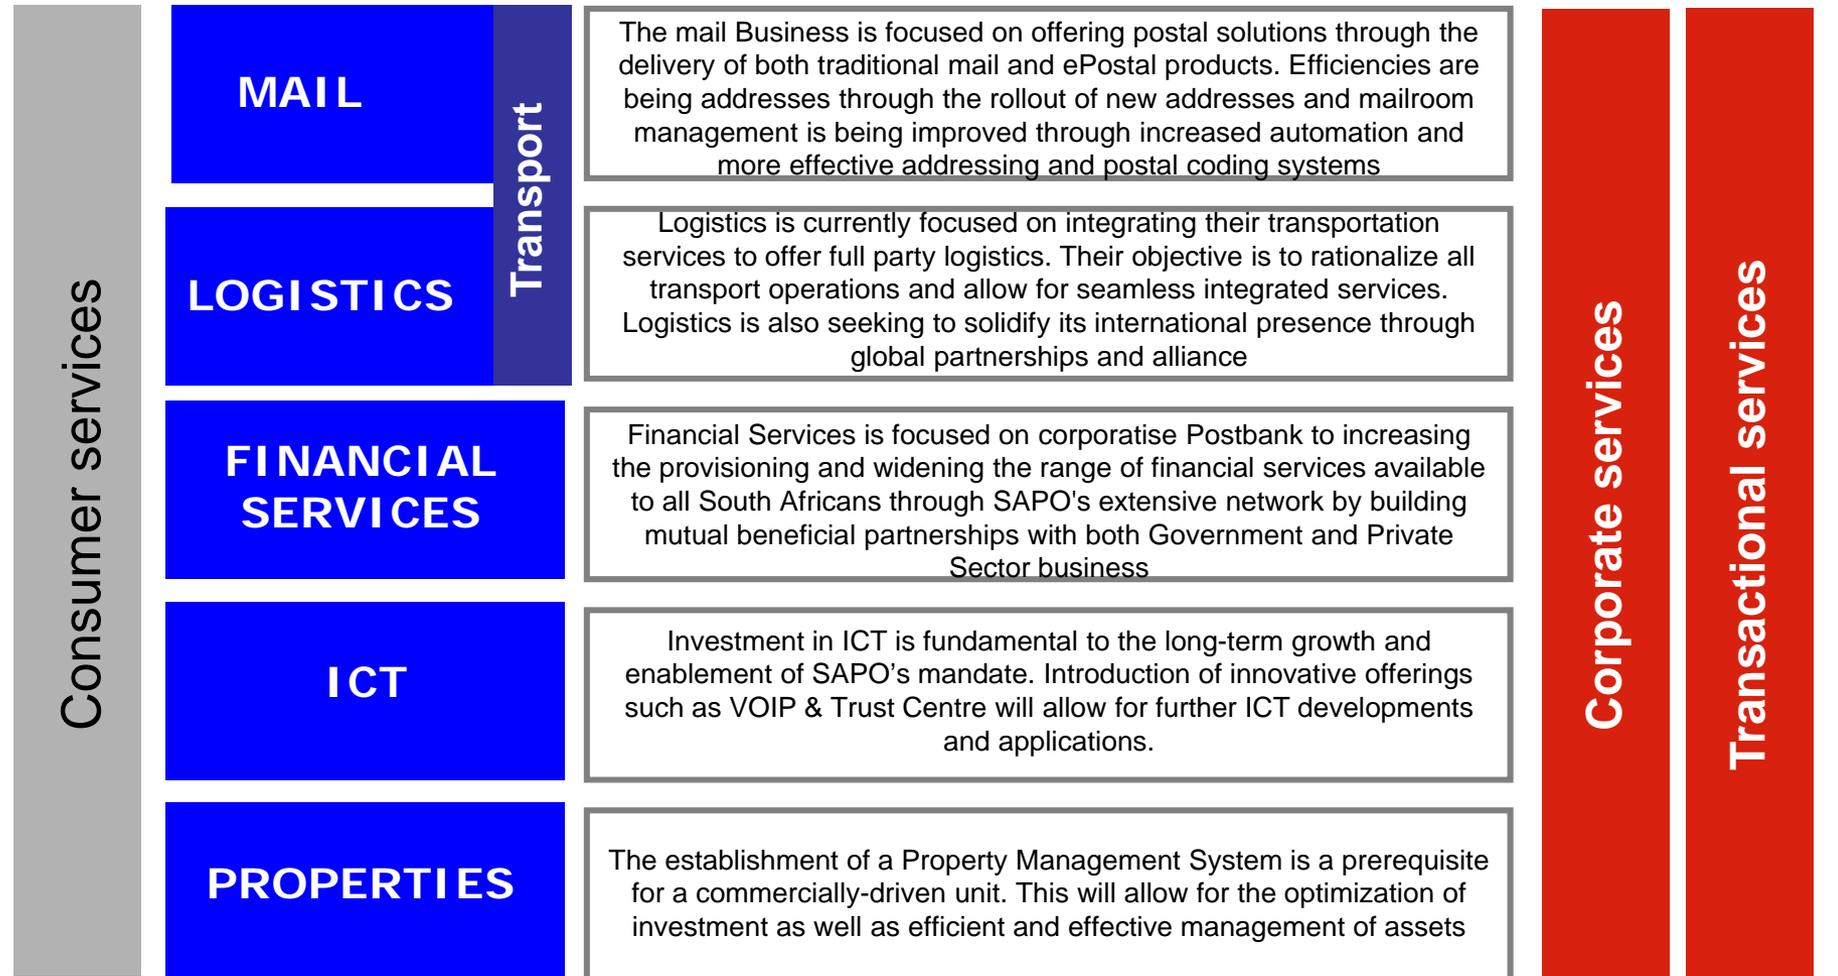 Consumer services
MAIL
Transport
The mail Business is focused on offering postal solutions through the
delivery of both traditional mail and ePostal products. Efficiencies are
being addresses through the rollout of new addresses and mailroom
management is being improved through increased automation and
more effective addressing and postal coding systems
LOGISTICS
Logistics is currently focused on integrating their transportation
services to offer full party logistics. Their objective is to rationalize all
transport operations and allow for seamless integrated services.
Logistics is also seeking to solidify its international presence through
global partnerships and alliance
FINANCIAL
SERVICES
Financial Services is focused on corporatise Postbank to increasing
the provisioning and widening the range of financial services available
to all South Africans through SAPO's extensive network by building
mutual beneficial partnerships with both Government and Private
Sector business
ICT
Investment in ICT is fundamental to the long-term growth and
enablement of SAPO’s mandate. Introduction of innovative offerings
such as VOIP & Trust Centre will allow for further ICT developments
and applications.
PROPERTIES
The establishment of a Property Management System is a prerequisite
for a commercially-driven unit. This will allow for the optimization of
investment as well as efficient and effective management of assets
Corporate services
Transactional services